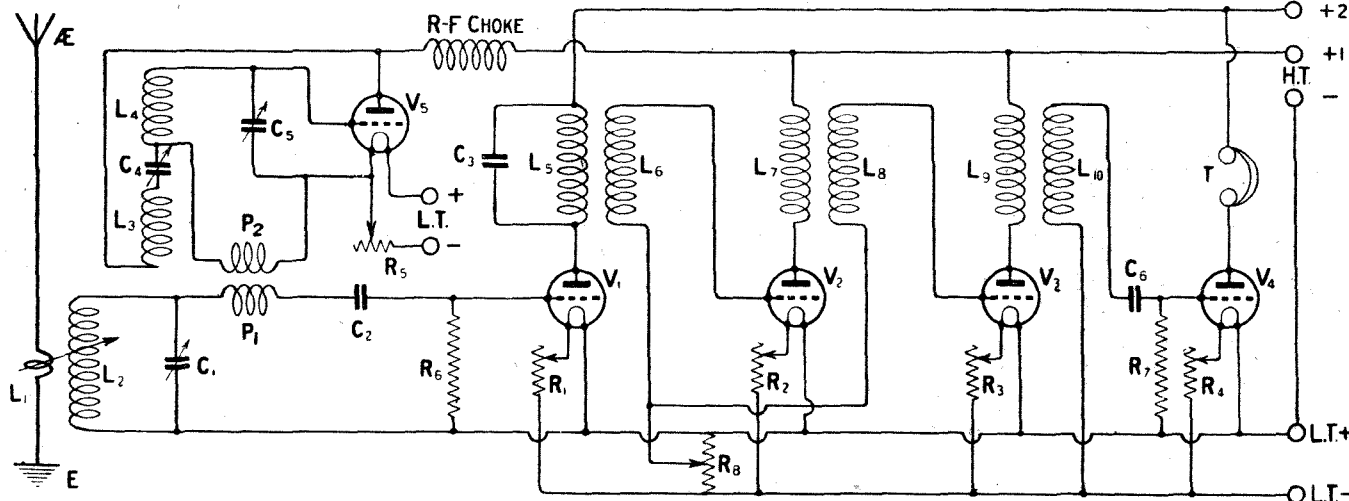 Æ
R-F CHOKE
+2
+1
H.T.
−
L4
C5
V5
C4
+
L.T.
−
L3
P2
R5
C3
L5
L6
L7
L8
L9
L10
T
P1
C2
V1
V2
V3
C6
V4
L1
L2
C1
R6
R1
R2
R3
R7
R4
R8
E
L.T.+
L.T.−